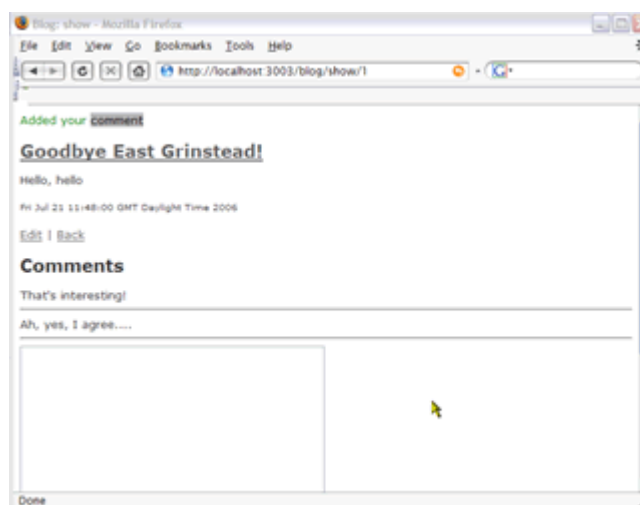 Blog: show - Mozilla Firefox
File Edit View Go Bookmarks Tools Help
http://localhost:3003/blog/show/1
Added your comment
Goodbye East Grinstead!
Hello, hello
Fri Jul 21 11:48:00 GMT Daylight Time 2006
Edit | Back
Comments
That's interesting!
Ah, yes, I agree....
Done